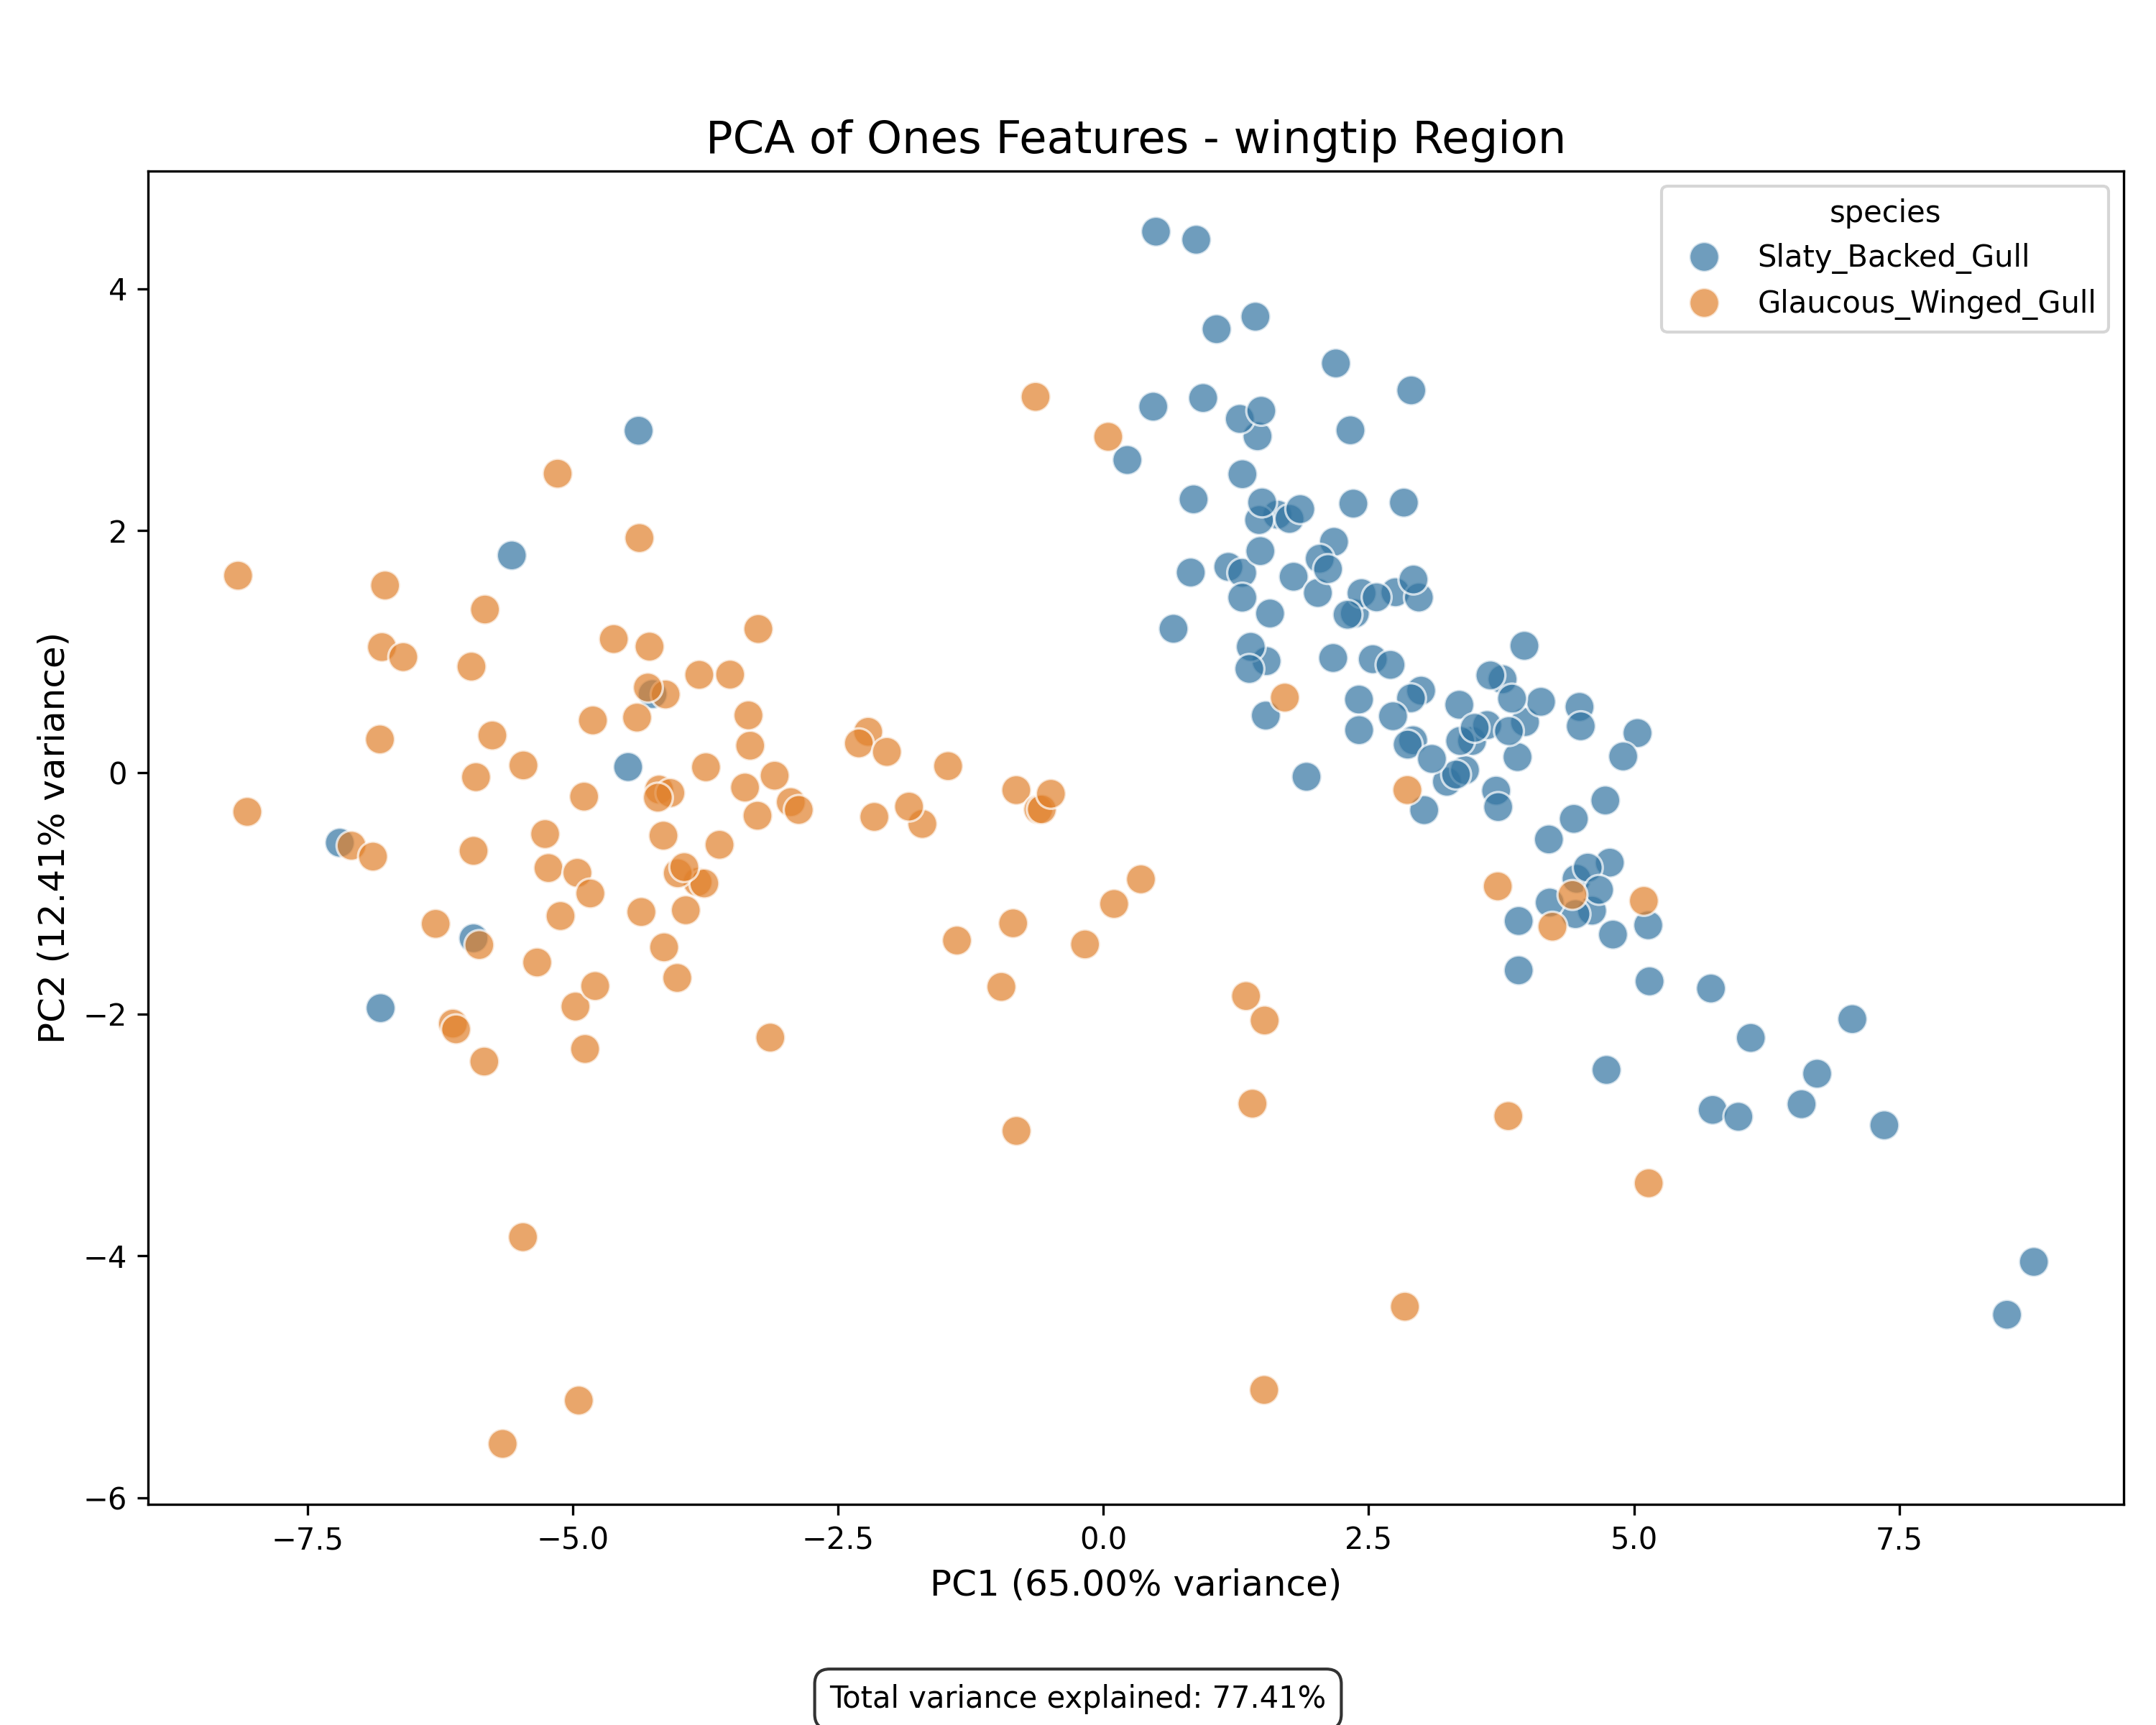 PCA of Ones Features - wingtip Region
species
Slaty_Backed_Gull
Glaucous_Winged_Gull
PC2 (12.41% variance)
4
2
0
−2
−4
−6
−7.5 −5.0 −2.5 0.0 2.5 5.0 7.5
PC1 (65.00% variance)
Total variance explained: 77.41%